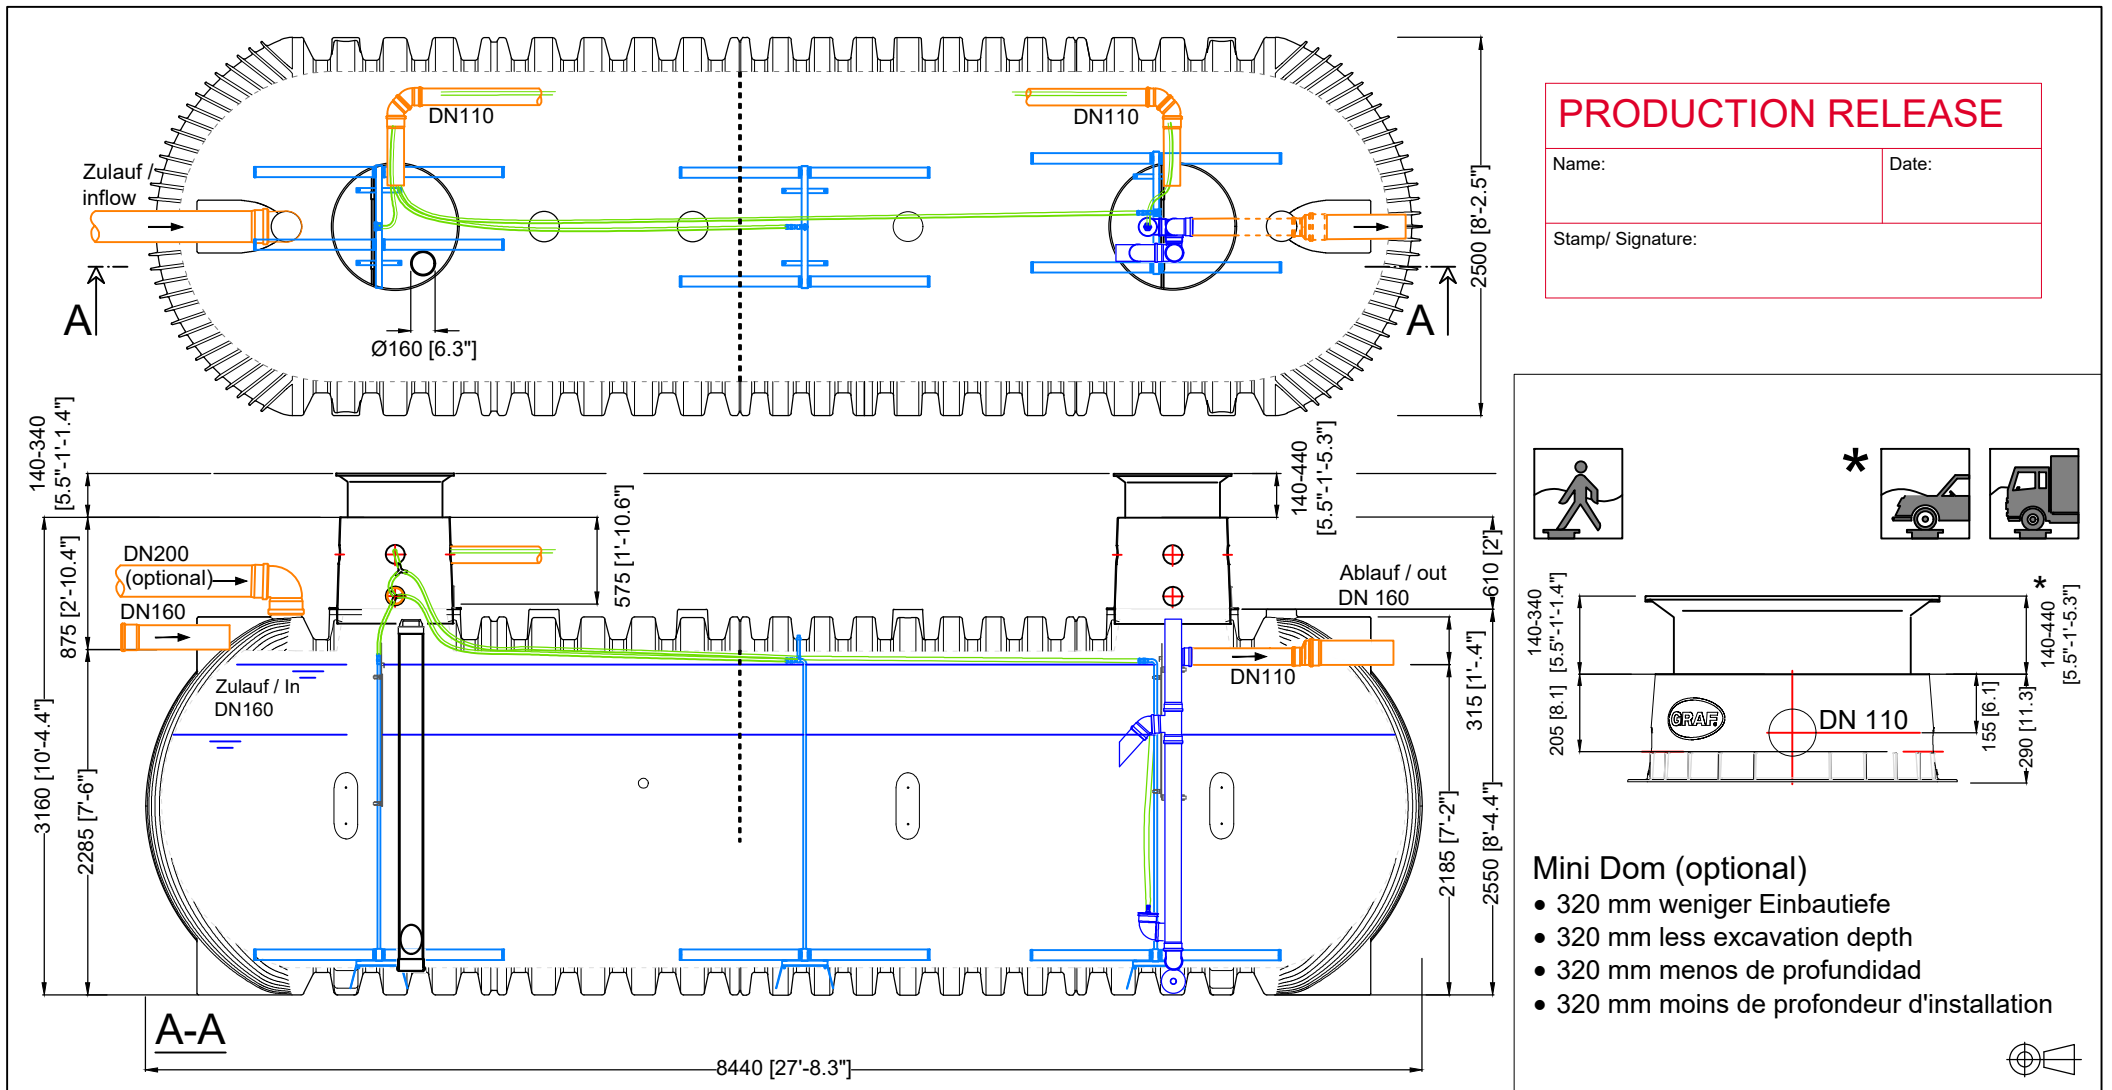 DN110
DN110
Zulauf /
inflow
A
A
Ø160 [6.3"]
2500 [8'-2.5"]
PRODUCTION RELEASE
Name:
Date:
Stamp/ Signature:
140-340
[5.5"-1'-1.4"]
875 [2'-10.4"]
3160 [10'-4.4"]
2285 [7'-6"]
DN200
(optional)
DN160
Zulauf / In
DN160
575 [1'-10.6"]
140-440
[5.5"-1'-5.3"]
610 [2']
Ablauf / out
DN 160
DN110
315 [1'-.4"]
2185 [7'-2"]
2550 [8'-4.4"]
A-A
8440 [27'-8.3"]
*
140-340
[5.5"-1'-1.4"]
205 [8.1]
*
140-440
[5.5"-1'-5.3"]
155 [6.1]
290 [11.3]
GRAF
DN 110
Mini Dom (optional)
• 320 mm weniger Einbautiefe
• 320 mm less excavation depth
• 320 mm menos de profundidad
• 320 mm moins de profondeur d'installation